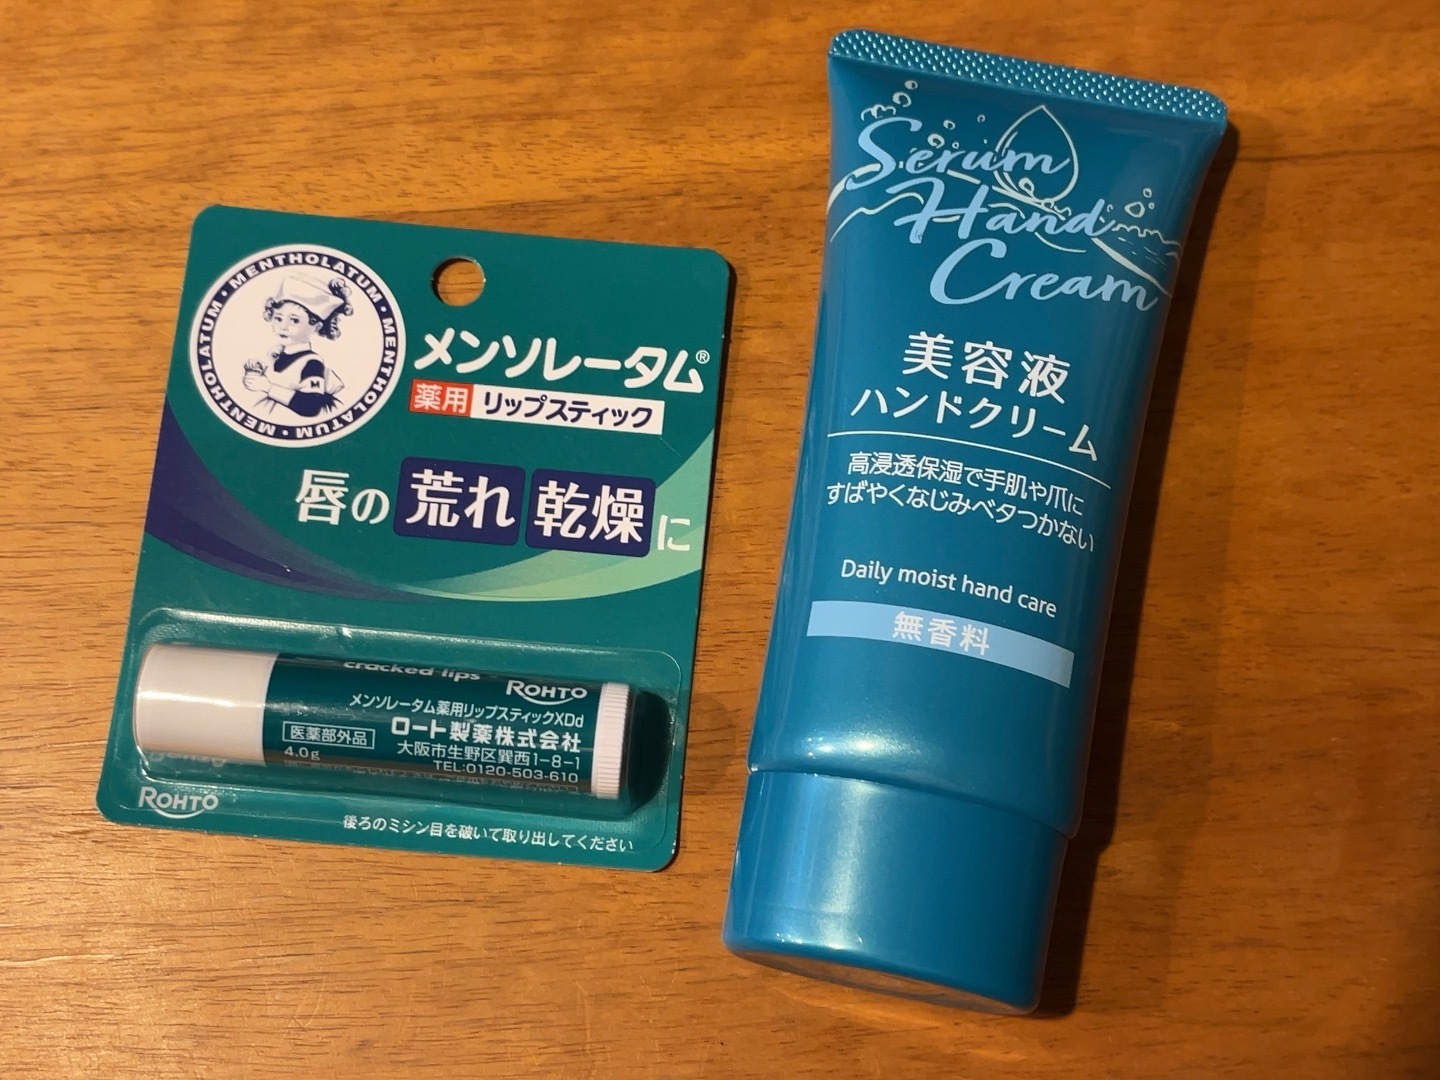 MENTHOLATUM・MENTHOLATUM・MENTHOLATUM・
メンソレータム®
薬用 リップスティック
唇の荒れ乾燥に
cracked lips
ROHTO
メンソレータム薬用リップスティックXDd
医薬部外品
ロート製薬株式会社
4.0g
大阪市生野区巽西1-8-1
TEL:0120-503-610
ROHTO
後ろのミシン目を破いて取り出してください
Serum
Hand
Cream
美容液
ハンドクリーム
高浸透保湿で手肌や爪に
すばやくなじみベタつかない
Daily moist hand care
無香料